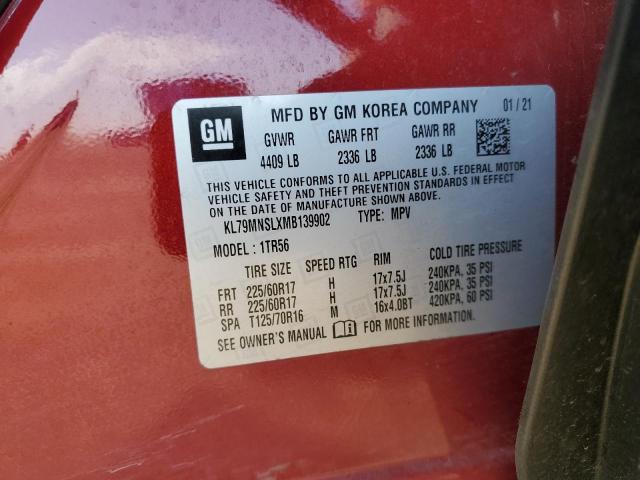 GM
MFD BY GM KOREA COMPANY 01 / 21
GVWR GAWR FRT GAWR RR
4409 LB 2336 LB 2336 LB
THIS VEHICLE CONFORMS TO ALL APPLICABLE U.S. FEDERAL MOTOR
VEHICLE SAFETY AND THEFT PREVENTION STANDARDS IN EFFECT
ON THE DATE OF MANUFACTURE SHOWN ABOVE.
KL79MNSLXMB139902 TYPE: MPV
MODEL : 1TR56
TIRE SIZE SPEED RTG RIM COLD TIRE PRESSURE
FRT 225/60R17 H 17x7.5J 240KPA, 35 PSI
RR 225/60R17 H 17x7.5J 240KPA, 35 PSI
SPA T125/70R16 M 16x4.0BT 420KPA, 60 PSI
SEE OWNER'S MANUAL FOR MORE INFORMATION.